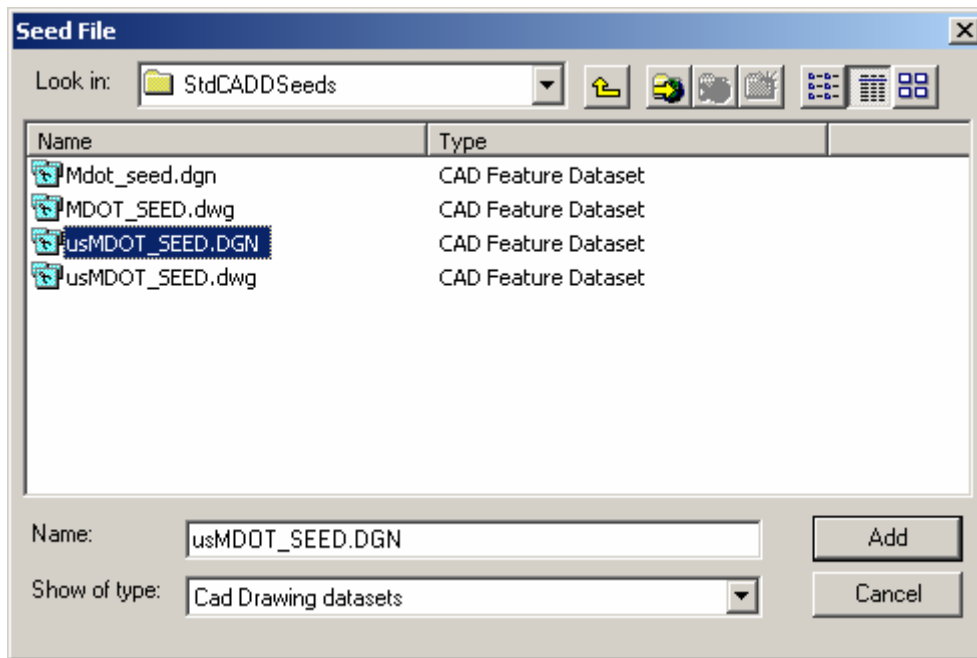 Seed File
Look in: StdCADDSeeds
Name Type
Mdot_seed.dgn CAD Feature Dataset
MDOT_SEED.dwg CAD Feature Dataset
usMDOT_SEED.DGN CAD Feature Dataset
usMDOT_SEED.dwg CAD Feature Dataset
Name: usMDOT_SEED.DGN Add
Show of type: Cad Drawing datasets Cancel